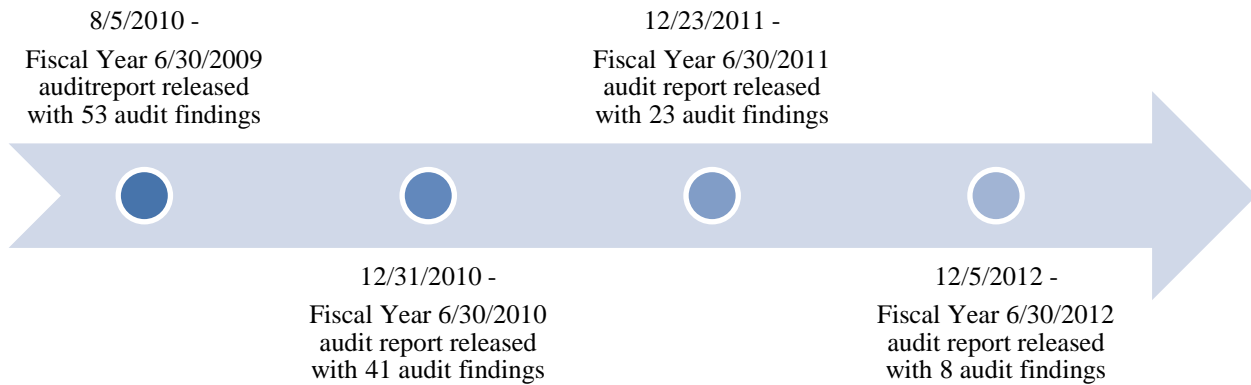 8/5/2010 -
Fiscal Year 6/30/2009
auditreport released
with 53 audit findings
12/31/2010 -
Fiscal Year 6/30/2010
audit report released
with 41 audit findings
12/23/2011 -
Fiscal Year 6/30/2011
audit report released
with 23 audit findings
12/5/2012 -
Fiscal Year 6/30/2012
audit report released
with 8 audit findings